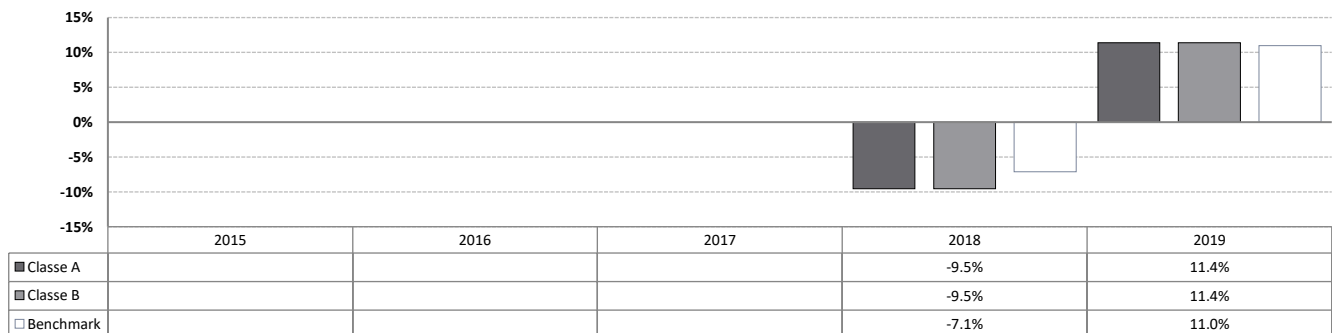 15%
10%
5%
0%
-5%
-10%
-15%
2015 2016 2017 2018 2019
Classe A -9.5% 11.4%
Classe B -9.5% 11.4%
Benchmark -7.1% 11.0%